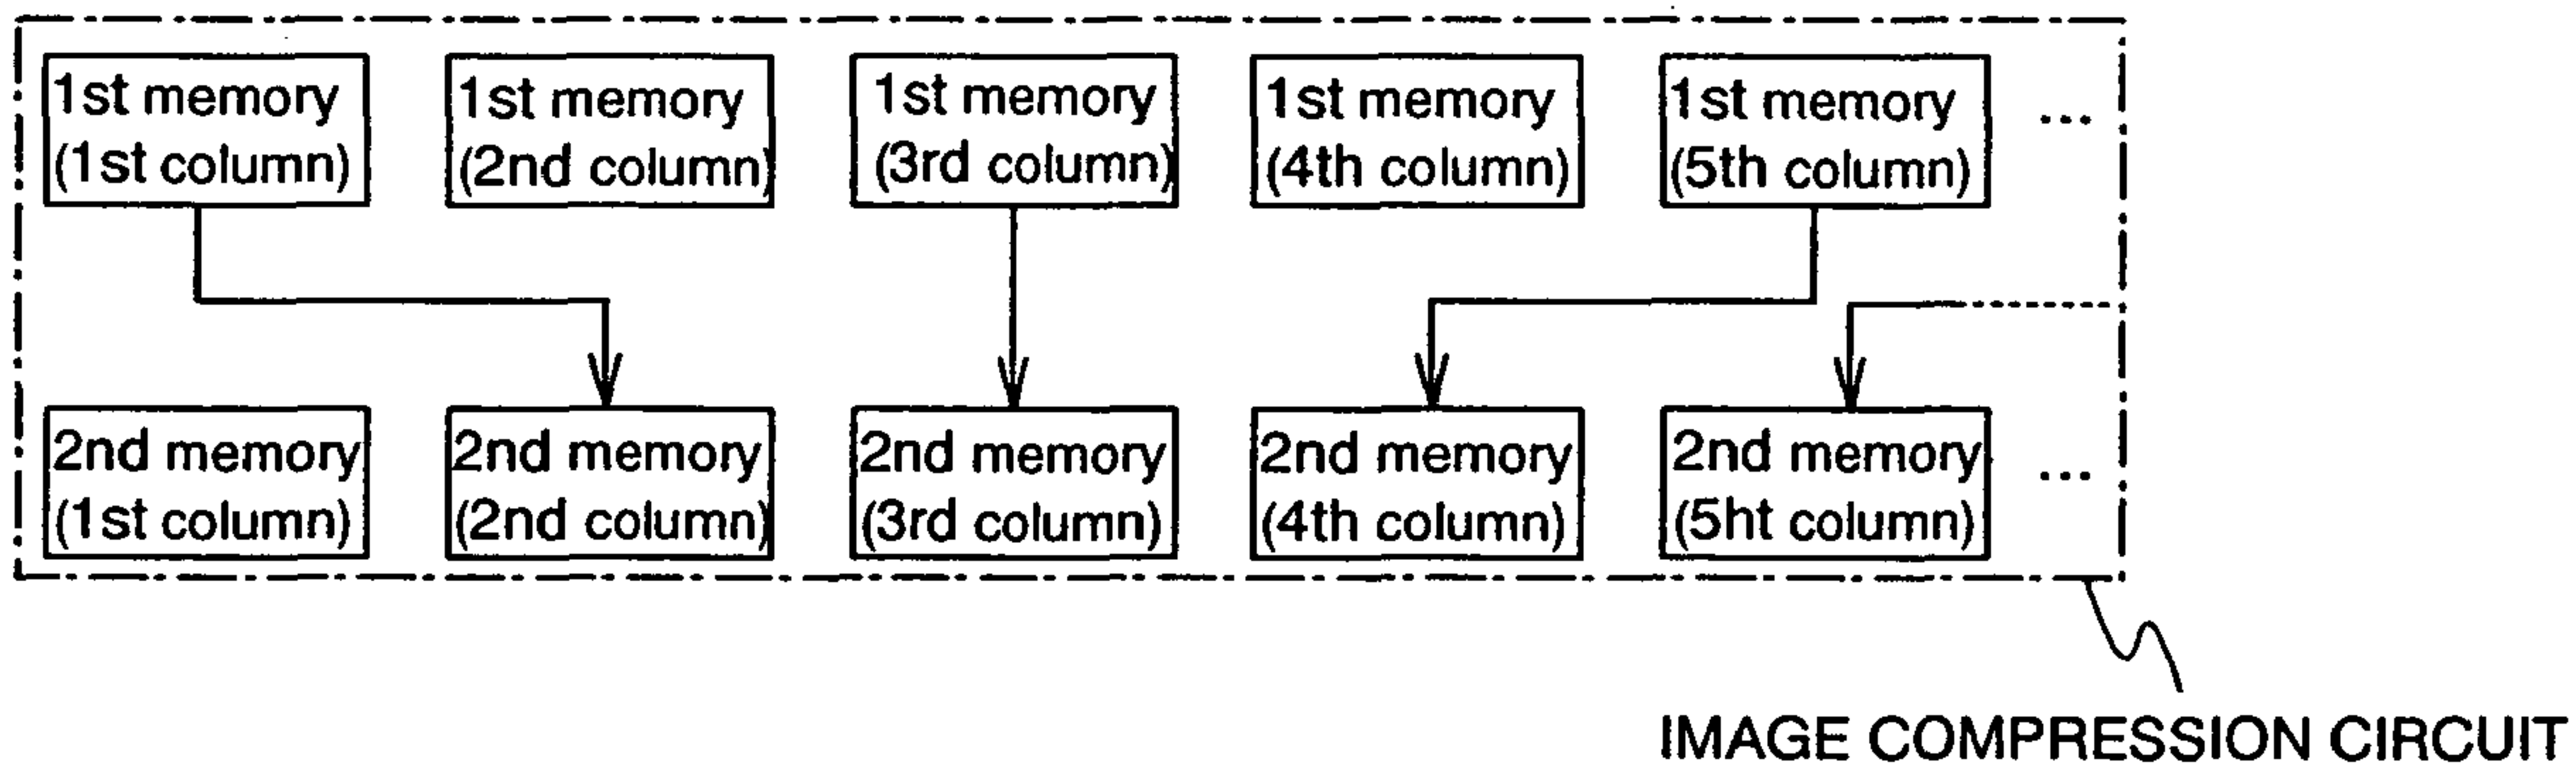 1st memory
(1st column)
1st memory
(2nd column)
1st memory
(3rd column)
1st memory
(4th column)
1st memory
(5th column)
...
2nd memory
(1st column)
2nd memory
(2nd column)
2nd memory
(3rd column)
2nd memory
(4th column)
2nd memory
(5ht column)
...
IMAGE COMPRESSION CIRCUIT